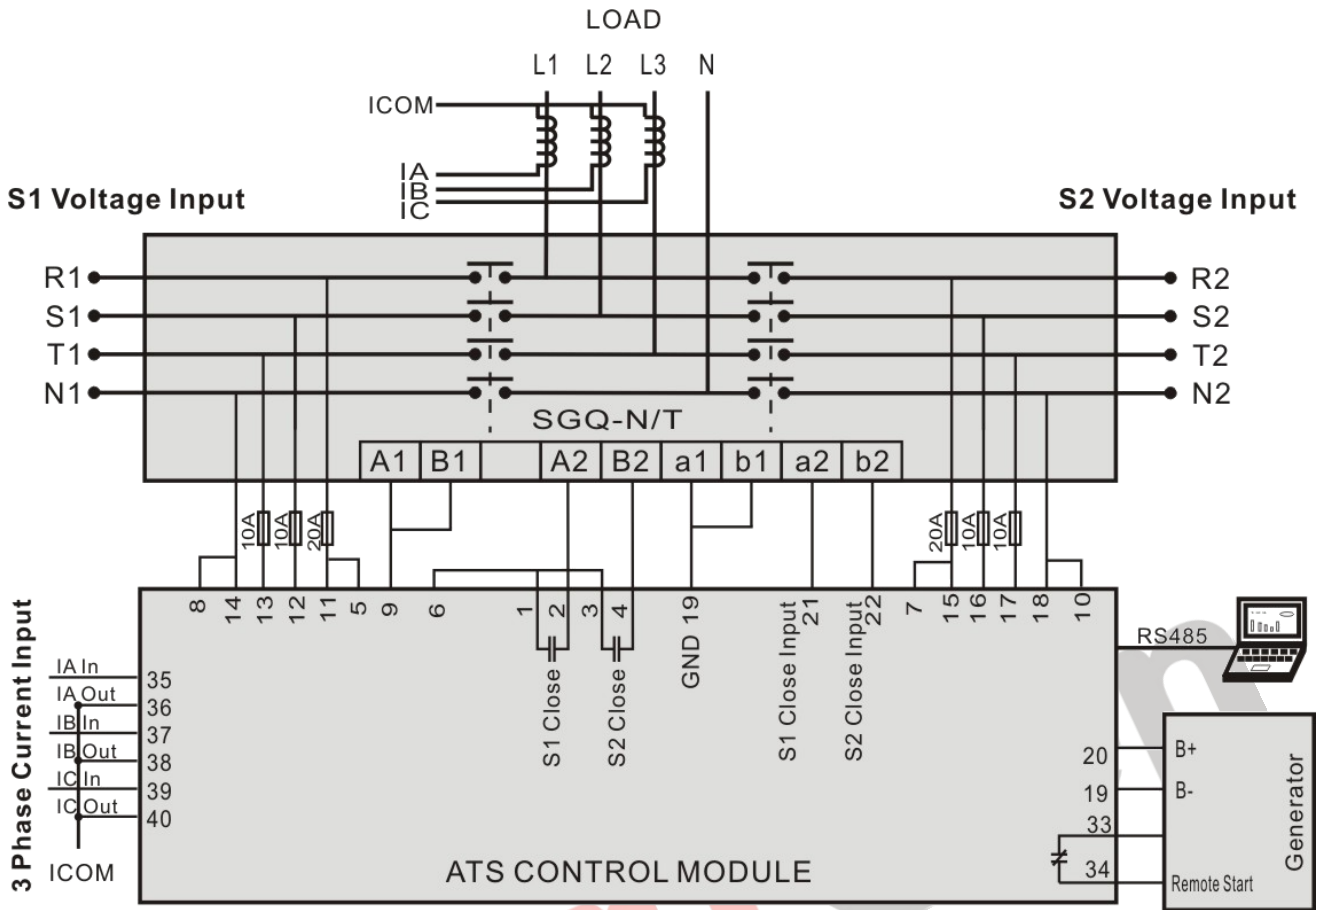 LOAD
L1 L2 L3 N
ICOM
IA
IB
IC
S1 Voltage Input
S2 Voltage Input
R1
S1
T1
N1
R2
S2
T2
N2
SGQ-N/T
A1 B1 A2 B2 a1 b1 a2 b2
10A 10A 20A
20A 10A 10A
8 14 13 12 11 5 9 6 1 2 3 4 19 21 22 7 15 16 17 18 10
S1 Close
S2 Close
GND
S1 Close Input
S2 Close Input
RS485
3 Phase Current Input
IA In
35
IA Out
36
IB In
37
IB Out
38
IC In
39
IC Out
40
ICOM
20 B+
19 B-
33
34 Remote Start
Generator
ATS CONTROL MODULE